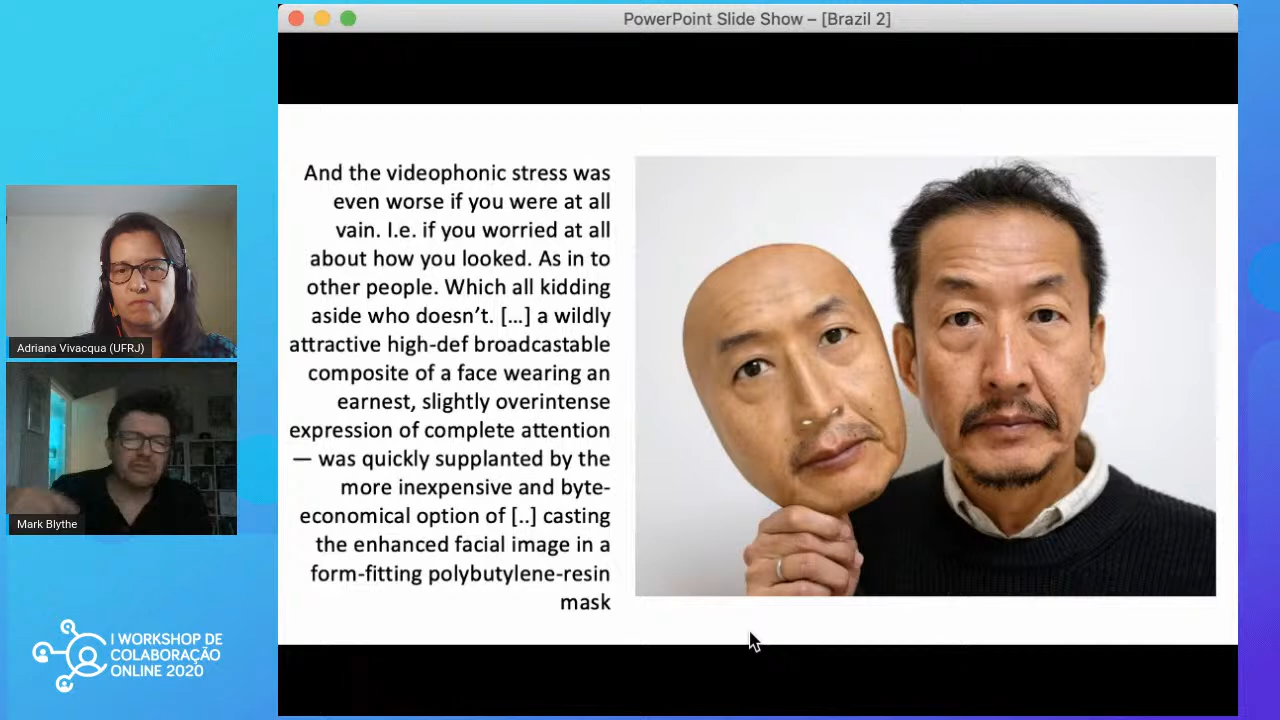 PowerPoint Slide Show – [Brazil 2]
And the videophonic stress was
even worse if you were at all
vain. I.e. if you worried at all
about how you looked. As in to
other people. Which all kidding
aside who doesn’t. […] a wildly
attractive high-def broadcastable
composite of a face wearing an
earnest, slightly overintense
expression of complete attention
— was quickly supplanted by the
more inexpensive and byte-
economical option of [..] casting
the enhanced facial image in a
form-fitting polybutylene-resin
mask
Adriana Vivacqua (UFRJ)
Mark Blythe
I WORKSHOP DE
COLABORAÇÃO
ONLINE 2020